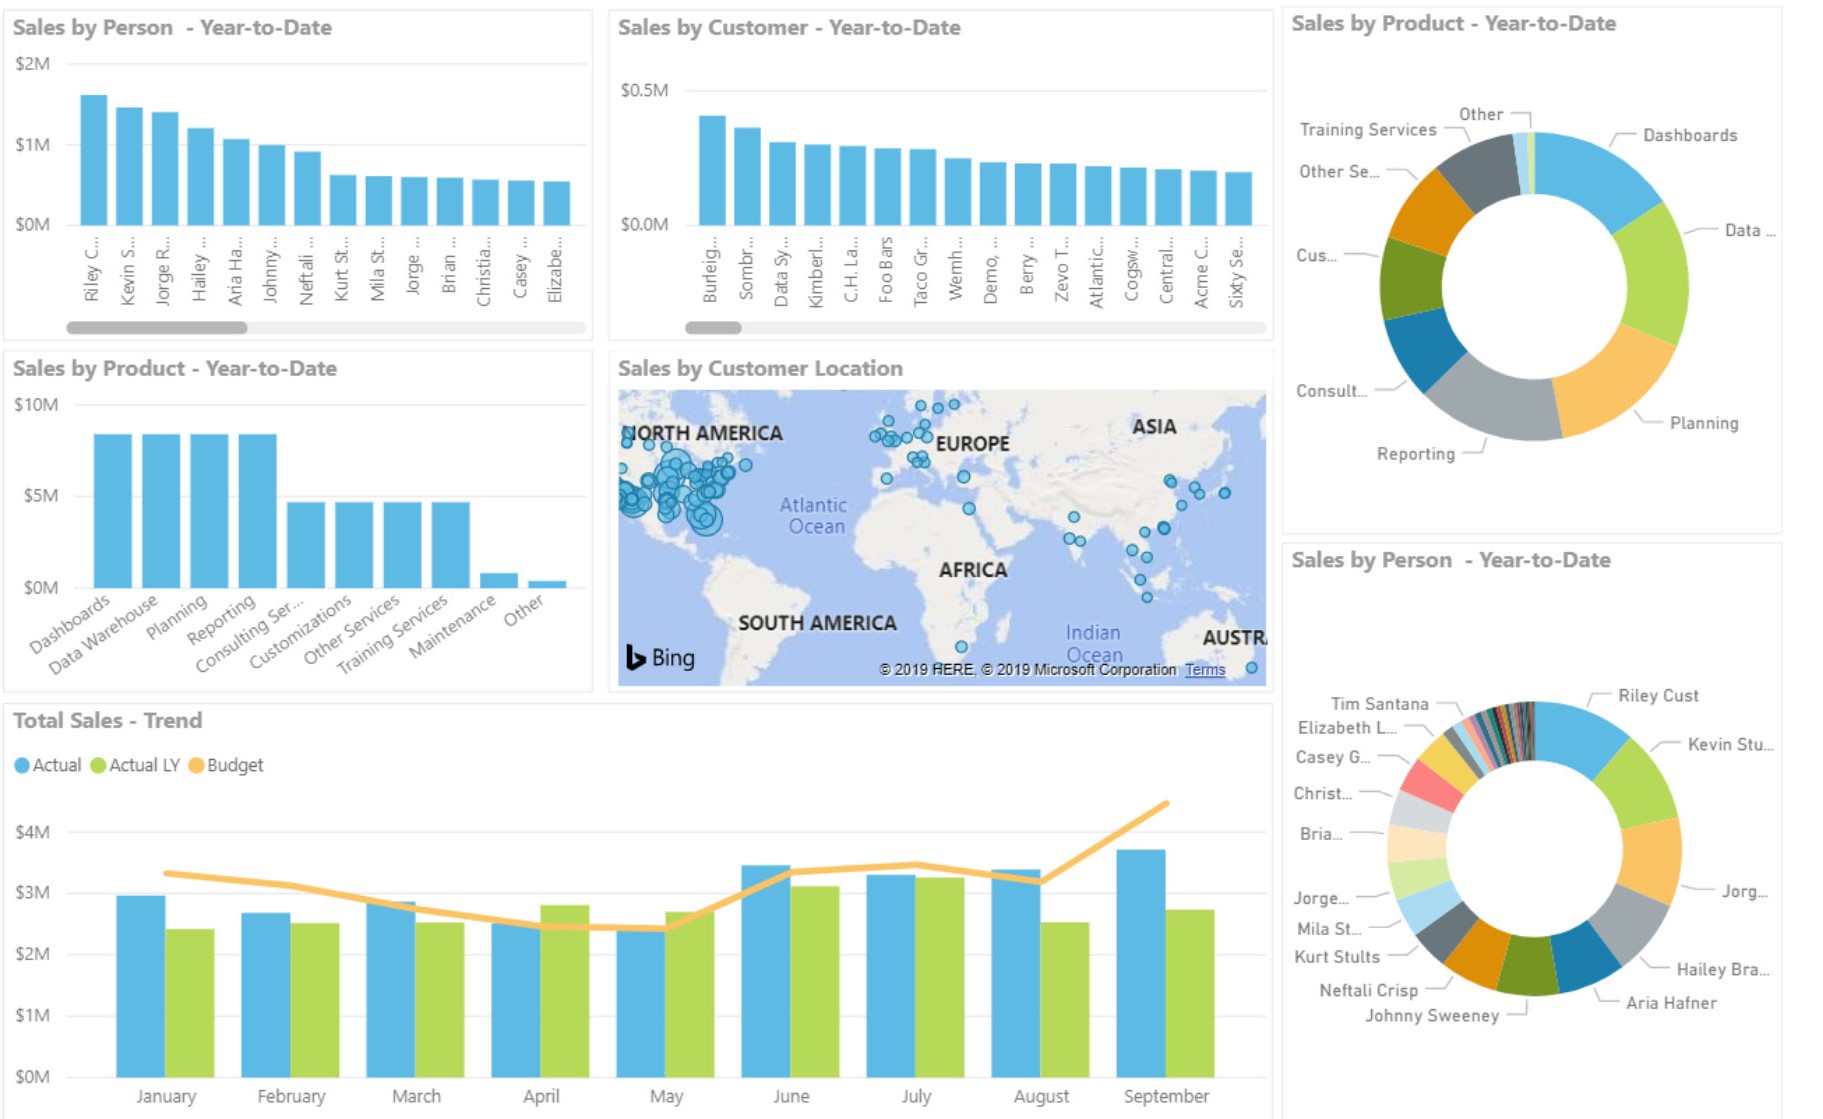 Sales by Person - Year-to-Date
$2M
$1M
$0M
Riley C...
Kevin S...
Jorge R...
Hailey ...
Aria Ha...
Johnny...
Neftali ...
Kurt St...
Mila St...
Jorge ...
Brian ...
Christia...
Casey ...
Elizabe...
Sales by Customer - Year-to-Date
$0.5M
$0.0M
Burleig...
Sombr...
Data Sy...
Kimberl...
C.H. La...
Foo Bars
Taco Gr...
Wemh...
Demo, ...
Berry ...
Zevo T...
Atlantic...
Cogsw...
Central...
Acme C...
Sixty Se...
Sales by Product - Year-to-Date
Other
Training Services
Dashboards
Other Se...
Data ...
Cus...
Consult...
Planning
Reporting
Sales by Product - Year-to-Date
$10M
$5M
$0M
Dashboards
Data Warehouse
Planning
Reporting
Consulting Ser...
Customizations
Other Services
Training Services
Maintenance
Other
Sales by Customer Location
NORTH AMERICA
EUROPE
ASIA
Atlantic
Ocean
AFRICA
SOUTH AMERICA
Indian
Ocean
AUSTRA
Bing
© 2019 HERE, © 2019 Microsoft Corporation Terms
Sales by Person - Year-to-Date
Tim Santana
Riley Cust
Elizabeth L...
Kevin Stu...
Casey G...
Christ...
Bria...
Jorge...
Jorg...
Mila St...
Kurt Stults
Hailey Bra...
Neftali Crisp
Aria Hafner
Johnny Sweeney
Total Sales - Trend
Actual Actual LY Budget
$4M
$3M
$2M
$1M
$0M
January February March April May June July August September